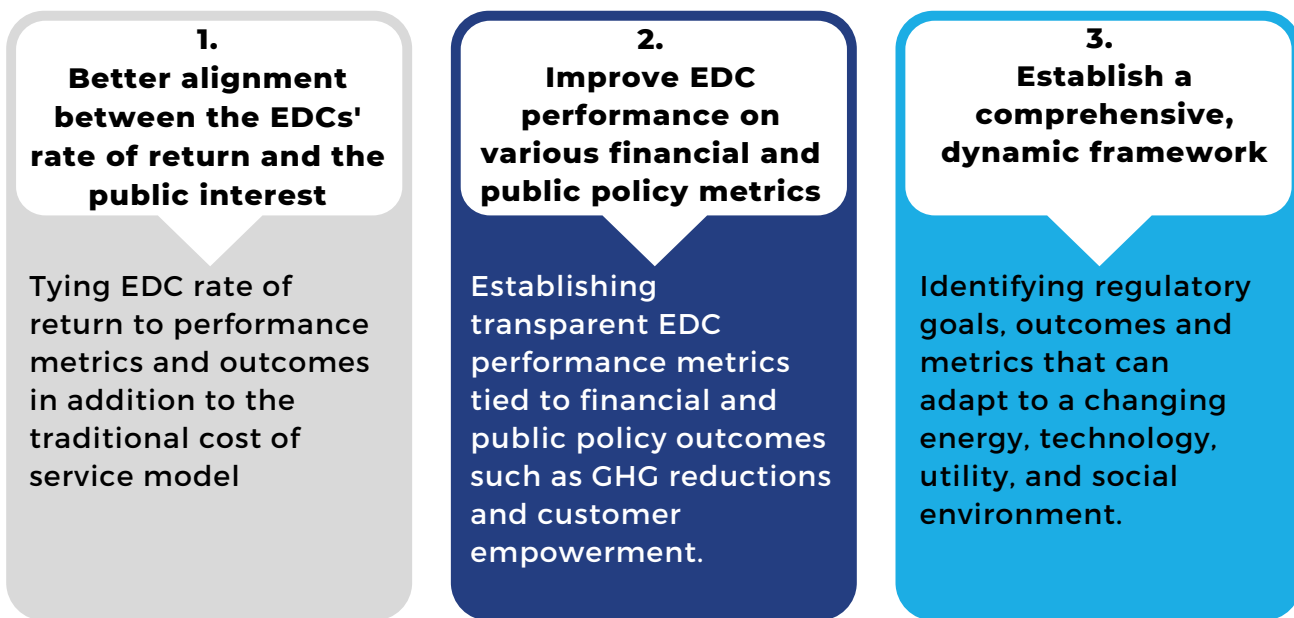 1.
Better alignment
between the EDCs'
rate of return and the
public interest
Tying EDC rate of
return to performance
metrics and outcomes
in addition to the
traditional cost of
service model
2.
Improve EDC
performance on
various financial and
public policy metrics
Establishing
transparent EDC
performance metrics
tied to financial and
public policy outcomes
such as GHG reductions
and customer
empowerment.
3.
Establish a
comprehensive,
dynamic framework
Identifying regulatory
goals, outcomes and
metrics that can
adapt to a changing
energy, technology,
utility, and social
environment.